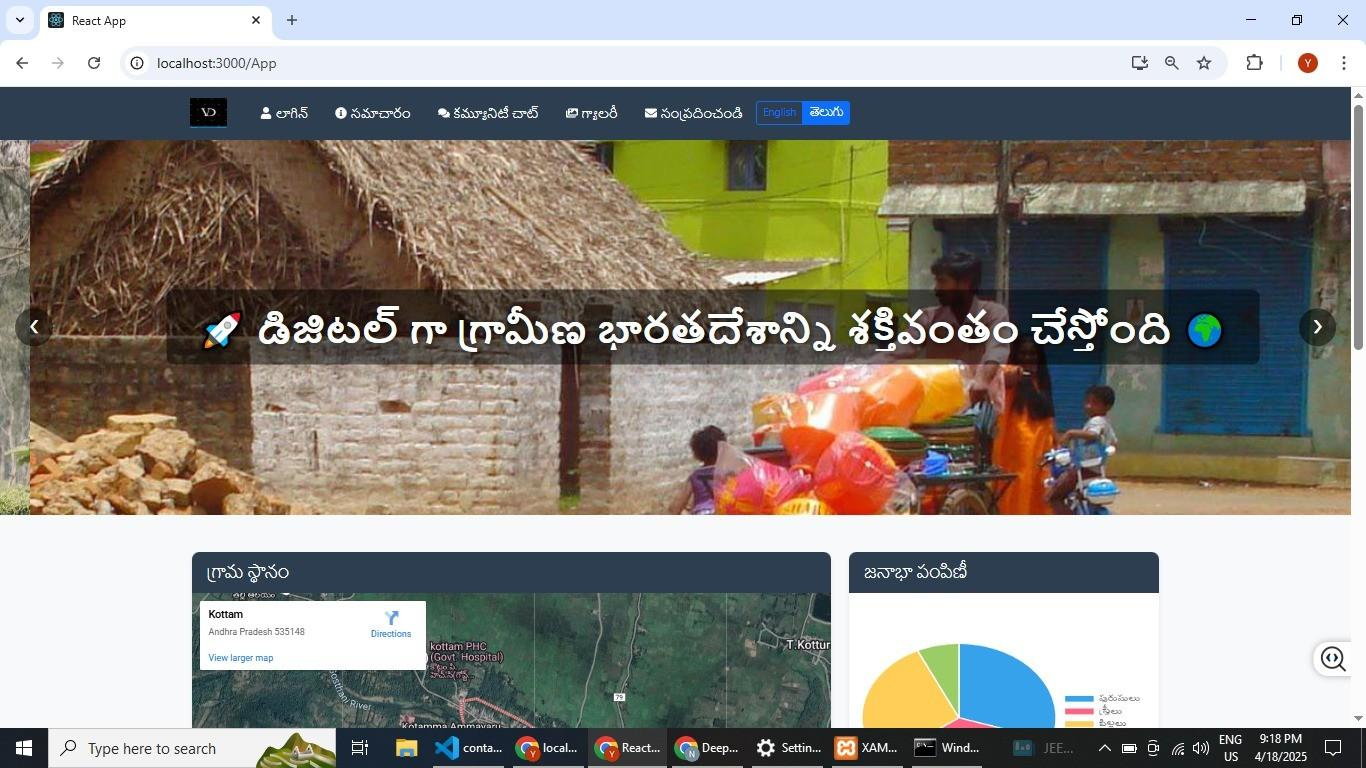 React App
localhost:3000/App
VD
లాగిన్ సమాచారం కమ్యూనిటీ చాట్ గ్యాలరీ సంప్రదించండి English తెలుగు
🚀 డిజిటల్ గా గ్రామీణ భారతదేశాన్ని శక్తివంతం చేస్తోంది 🌍
గ్రామ స్థానం
జనాభా పంపిణీ
Kottam
Andhra Pradesh 535148
Directions
View larger map
kottam PHC
(Govt. Hospital)
T.Kottur
79
Gosthani River
Kotamma Ammavaru
పురుషులు
స్త్రీలు
పిల్లలు
Type here to search
conta...
local...
React...
Deep...
Settin...
XAM...
Wind...
JEE...
ENG
US
9:18 PM
4/18/2025